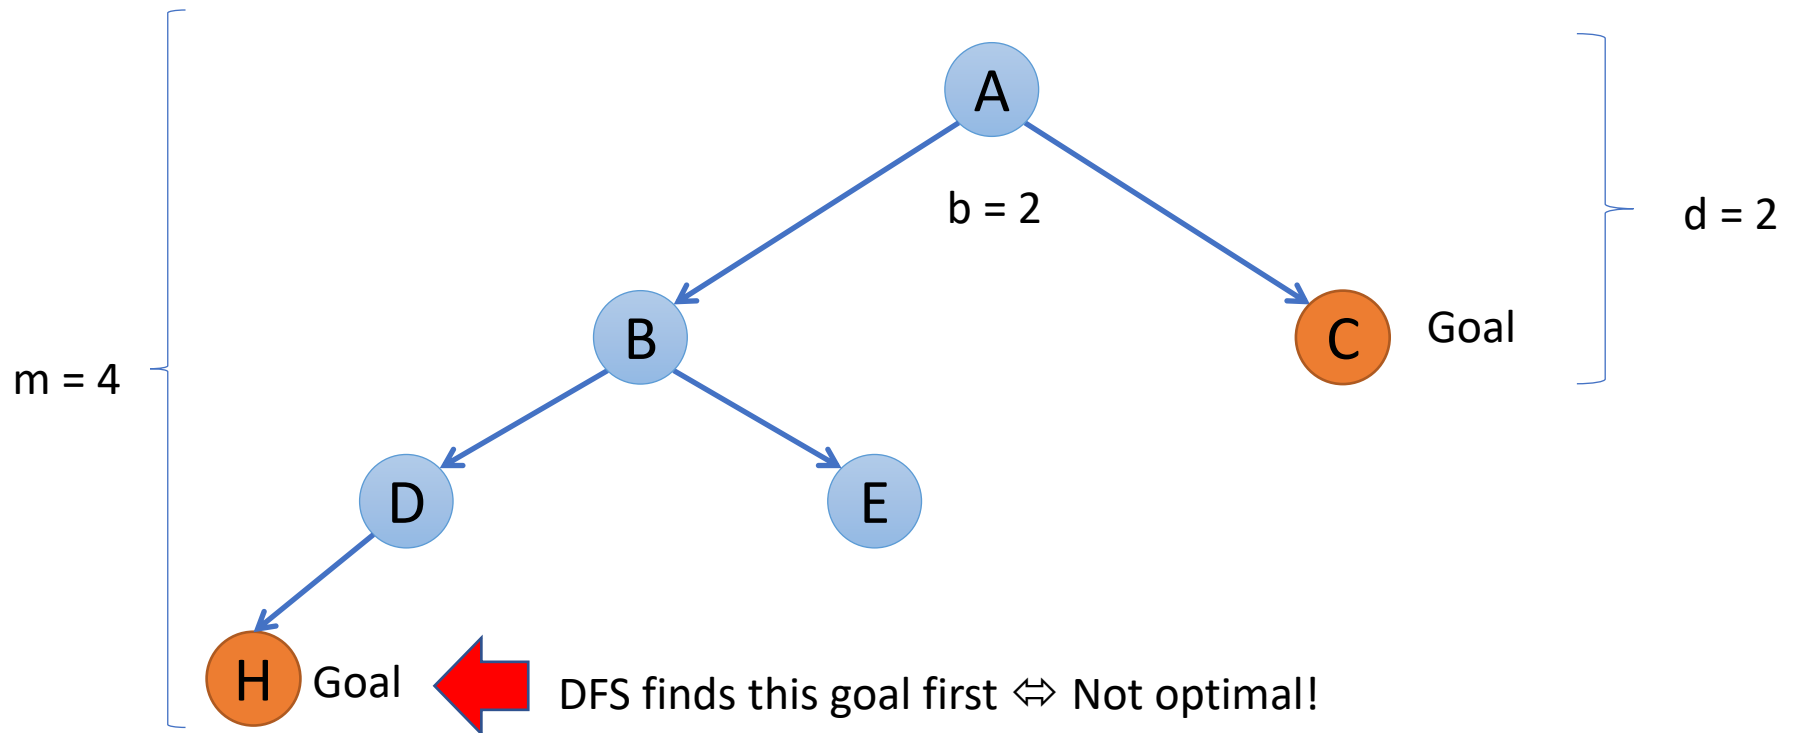 A
b = 2
d = 2
B
C
Goal
m = 4
D
E
H
Goal
DFS finds this goal first ⬄ Not optimal!